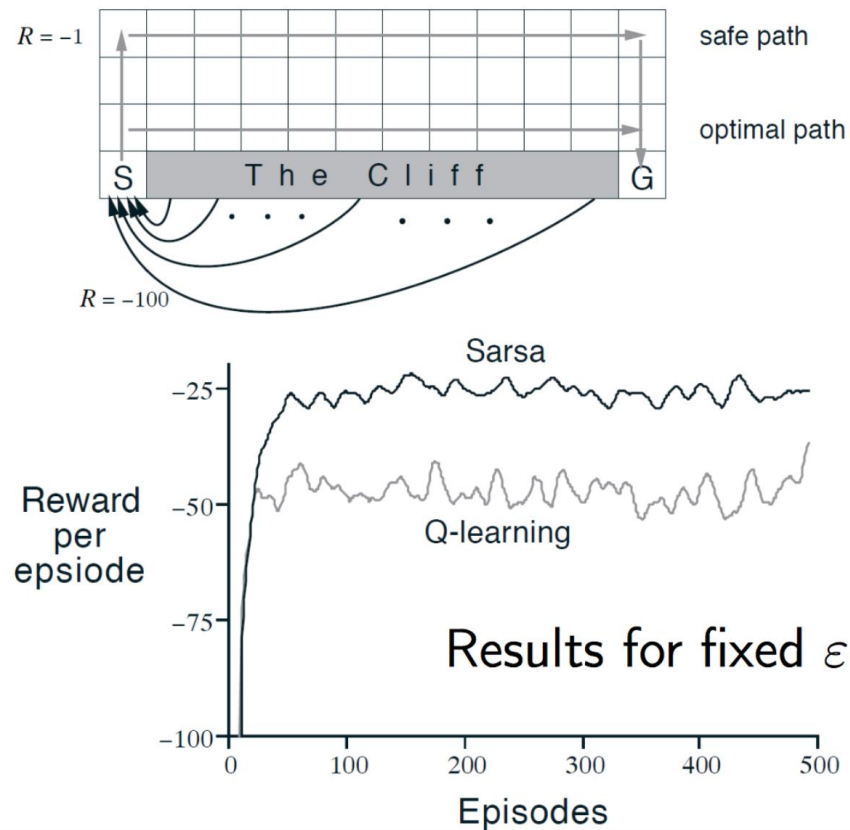 R = −1
safe path
optimal path
S The Cliff G
R = −100
Sarsa
−25
Reward
per
epsiode
−50
Q-learning
−75
Results for fixed ε
−100
0 100 200 300 400 500
Episodes